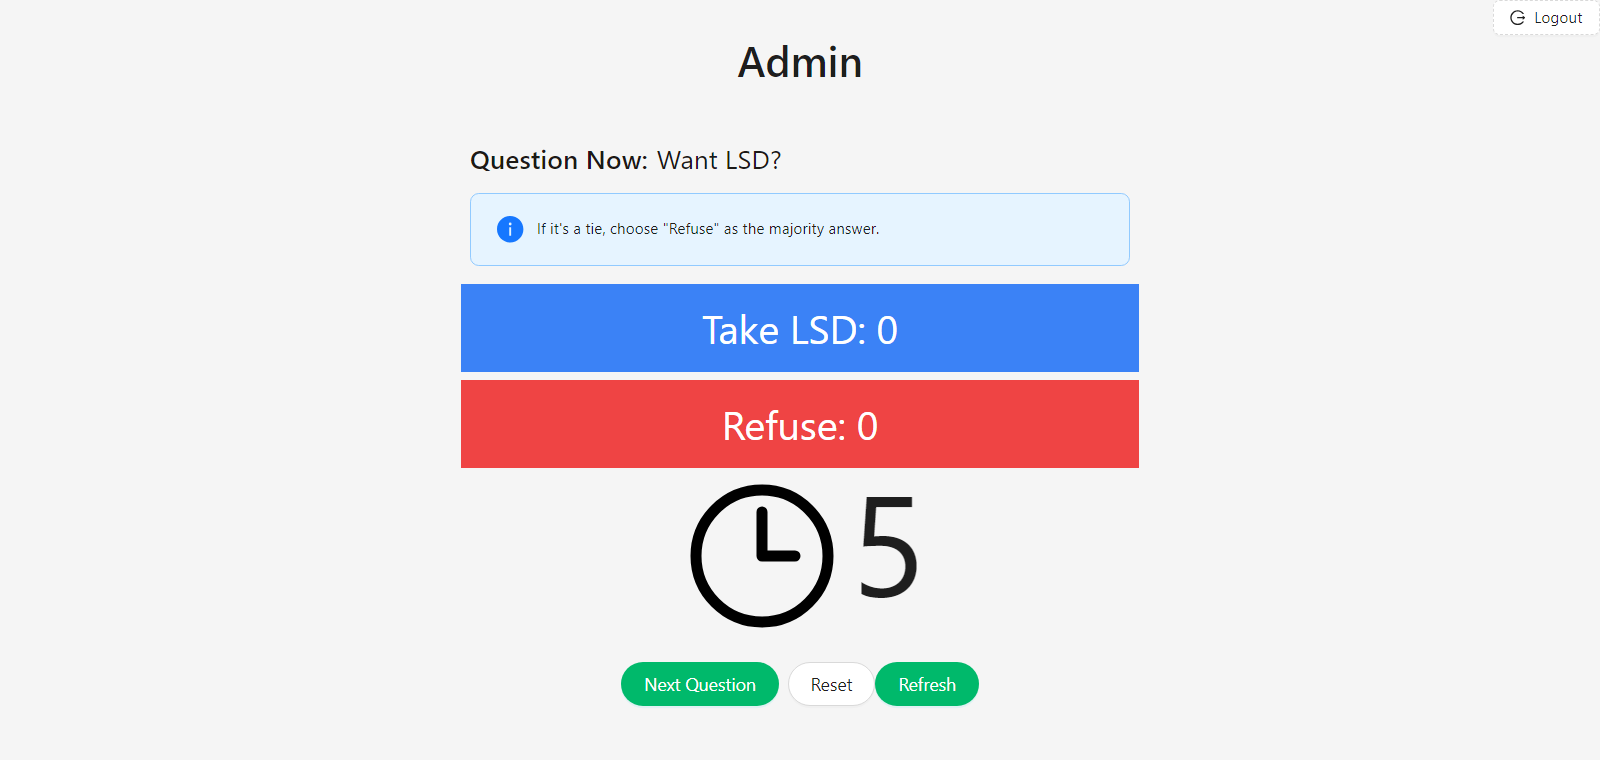 Logout
Admin
Question Now: Want LSD?
If it's a tie, choose "Refuse" as the majority answer.
Take LSD: 0
Refuse: 0
5
Next Question
Reset
Refresh